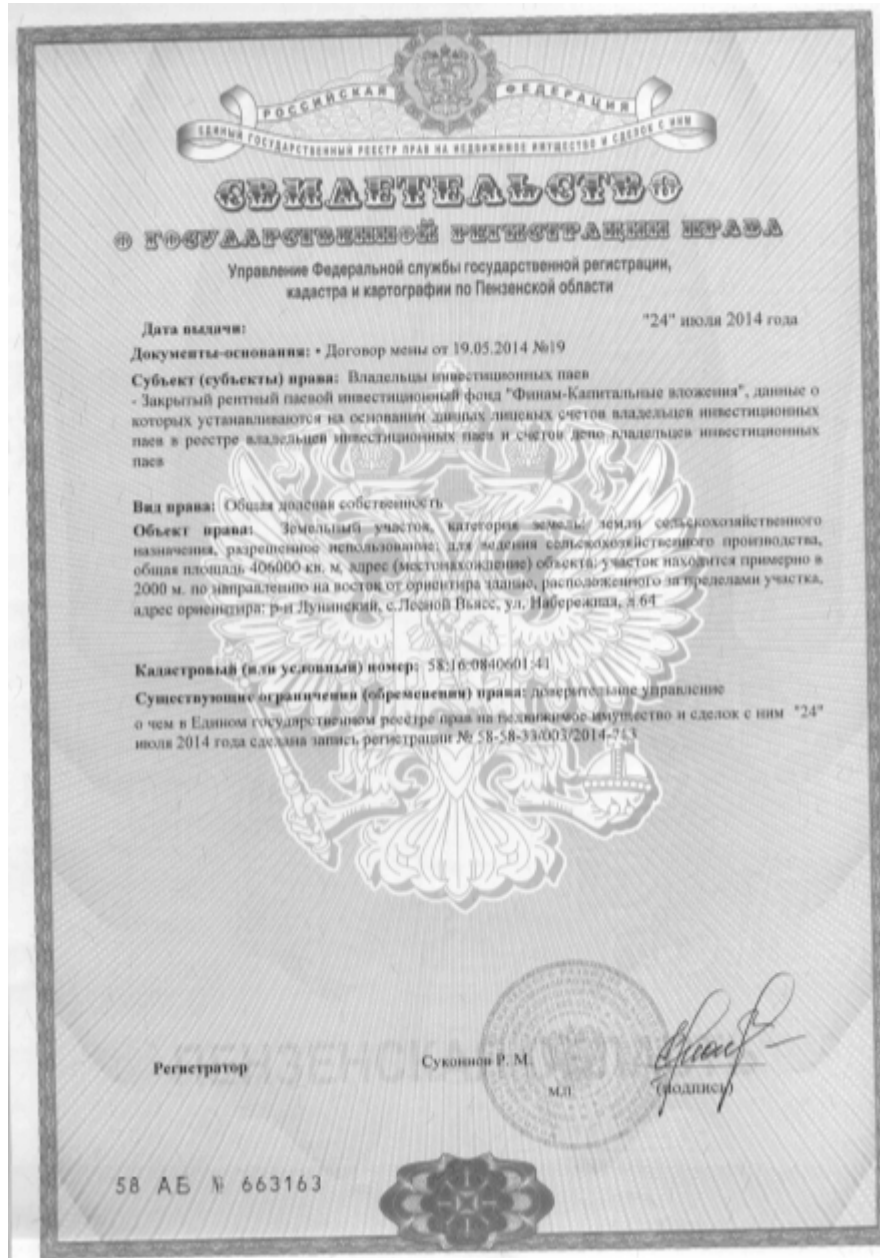 РОССИЙСКАЯ ФЕДЕРАЦИЯ
ЕДИНЫЙ ГОСУДАРСТВЕННЫЙ РЕЕСТР ПРАВ НА НЕДВИЖИМОЕ ИМУЩЕСТВО И СДЕЛОК С НИМ
СВИДЕТЕЛЬСТВО
О ГОСУДАРСТВЕННОЙ РЕГИСТРАЦИИ ПРАВА
Управление Федеральной службы государственной регистрации,
кадастра и картографии по Пензенской области
Дата выдачи: "24" июля 2014 года
Документы-основания: • Договор мены от 19.05.2014 №19
Субъект (субъекты) права: Владельцы инвестиционных паев
- Закрытый рентный паевой инвестиционный фонд "Финам-Капитальные вложения", данные о
которых устанавливаются на основании данных лицевых счетов владельцев инвестиционных
паев в реестре владельцев инвестиционных паев и счетов депо владельцев инвестиционных
паев
Вид права: Общая долевая собственность
Объект права: Земельный участок, категория земель: земли сельскохозяйственного
назначения, разрешенное использование: для ведения сельскохозяйственного производства,
общая площадь 406000 кв. м, адрес (местонахождение) объекта: участок находится примерно в
2000 м. по направлению на восток от ориентира здание, расположенного за пределами участка,
адрес ориентира: р-н Лунинский, с.Лесной Вьясс, ул. Набережная, д.64
Кадастровый (или условный) номер: 58:16:0840601:41
Существующие ограничения (обременения) права: доверительное управление
о чем в Едином государственном реестре прав на недвижимое имущество и сделок с ним "24"
июля 2014 года сделана запись регистрации № 58-58-33/003/2014-713
ПЕНЗЕНСКАЯ
Регистратор Суконнов Р. М.
м.п. (подпись)
58 АБ № 663163